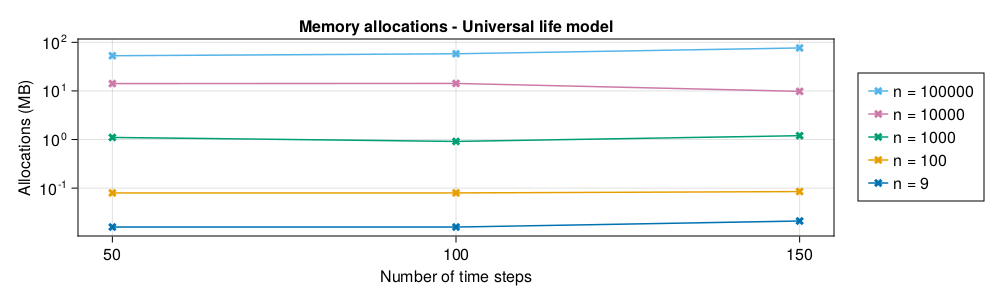 Memory allocations - Universal life model
Allocations (MB)
10²
10¹
10⁰
10⁻¹
50
100
150
Number of time steps
n = 100000
n = 10000
n = 1000
n = 100
n = 9